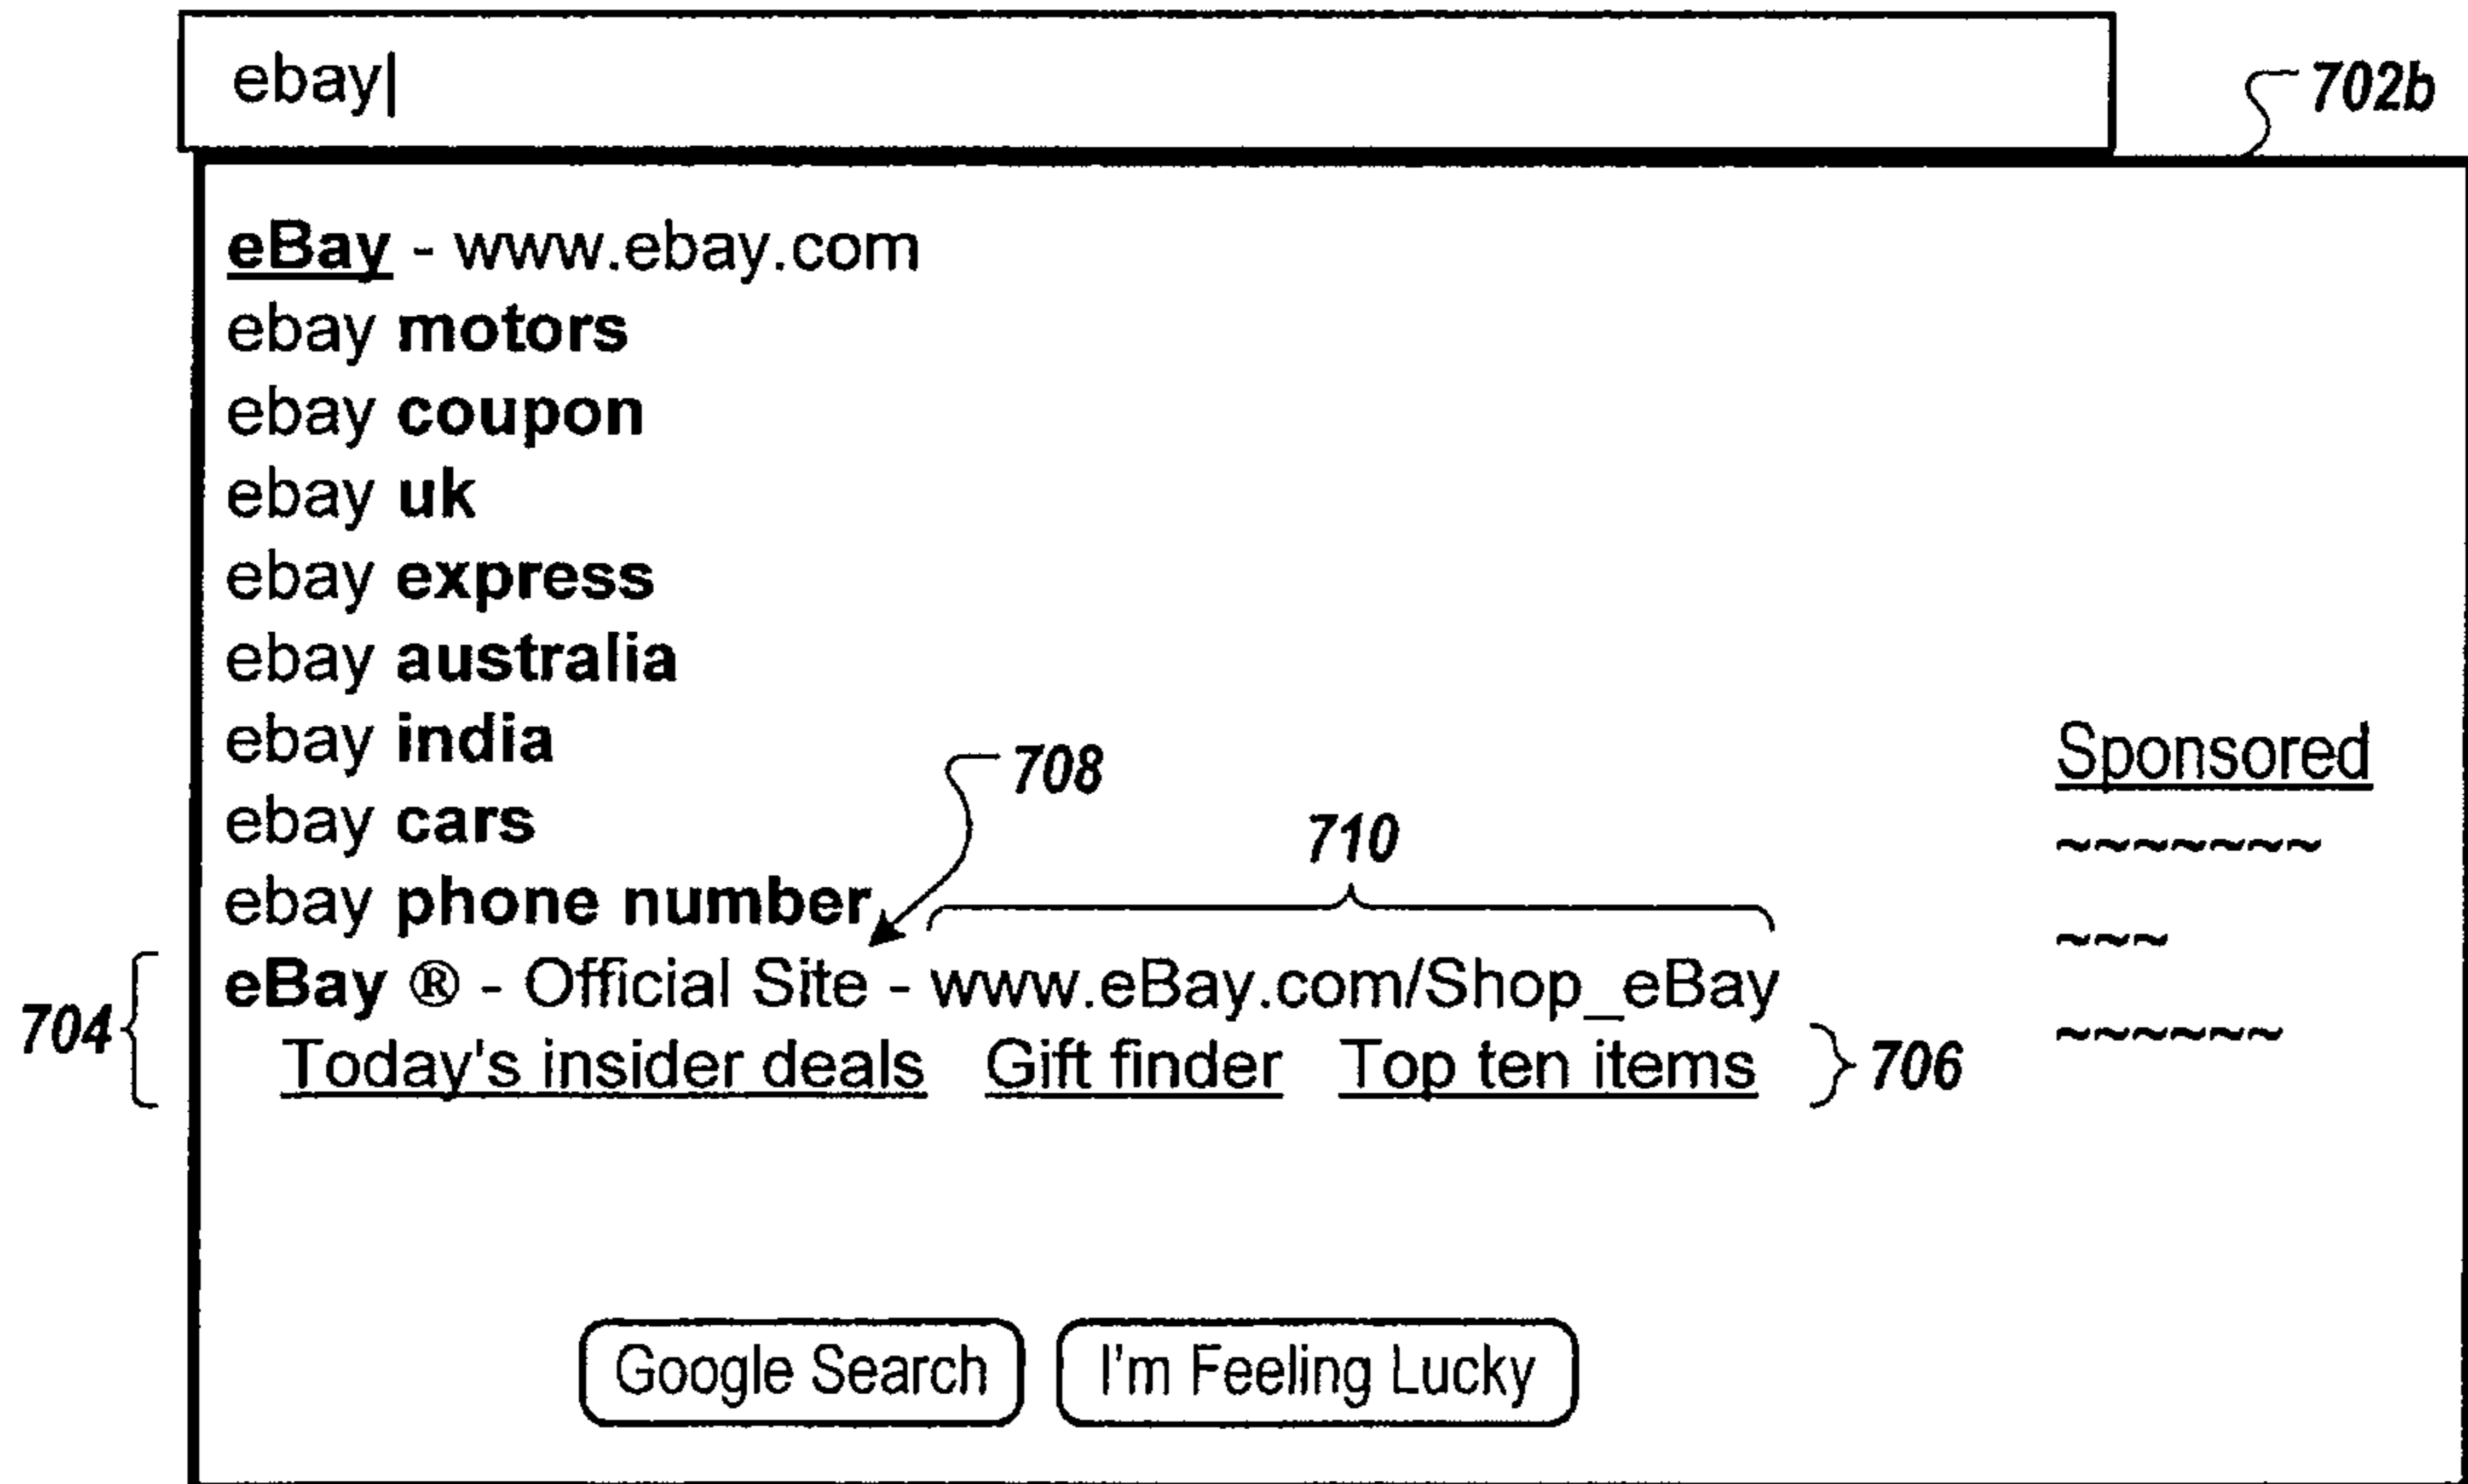 ebay|
702b
eBay - www.ebay.com
ebay motors
ebay coupon
ebay uk
ebay express
ebay australia
ebay india
708
Sponsored
ebay cars
710
~~~~~~~
ebay phone number
~~~
eBay ® - Official Site - www.eBay.com/Shop_eBay
704
Today's insider deals Gift finder Top ten items
706
~~~~~~
Google Search
I'm Feeling Lucky